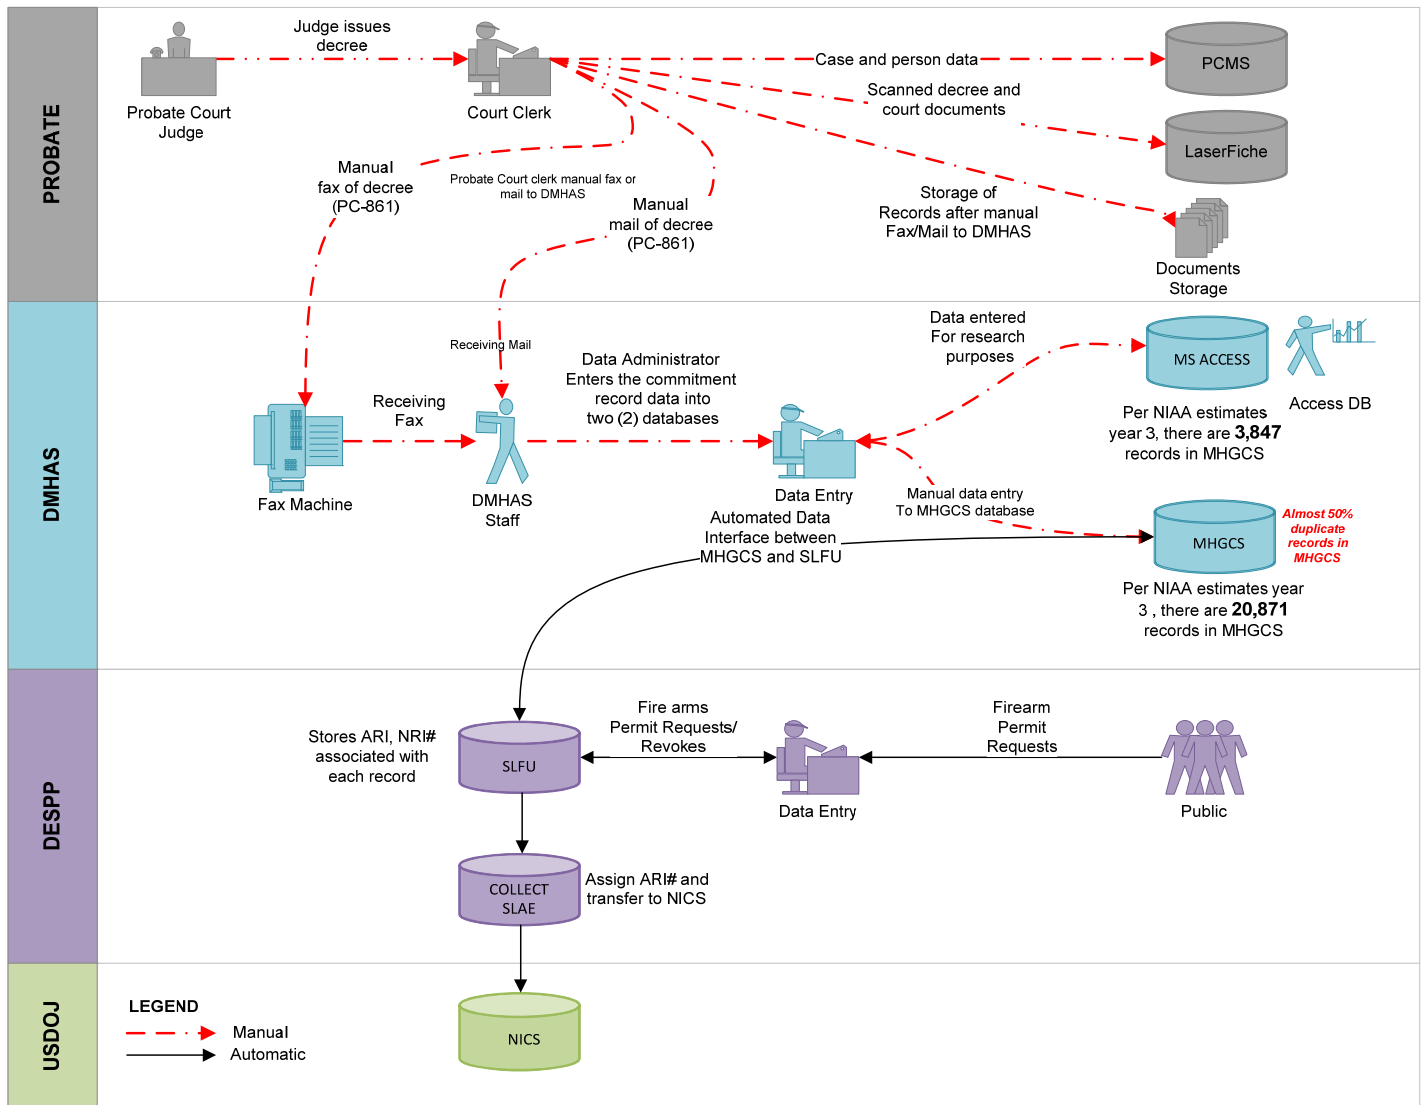 PROBATE
Judge issues
decree
Probate Court
Judge
Court Clerk
Case and person data
PCMS
Scanned decree and
court documents
LaserFiche
Storage of
Records after manual
Fax/Mail to DMHAS
Documents
Storage
Manual
fax of decree
(PC-861)
Probate Court clerk manual fax or
mail to DMHAS
Manual
mail of decree
(PC-861)
DMHAS
Receiving Mail
Receiving
Fax
Fax Machine
DMHAS
Staff
Data Administrator
Enters the commitment
record data into
two (2) databases
Data Entry
Data entered
For research
purposes
MS ACCESS
Access DB
Per NIAA estimates
year 3, there are 3,847
records in MHGCS
Manual data entry
To MHGCS database
MHGCS
Almost 50%
duplicate
records in
MHGCS
Per NIAA estimates year
3 , there are 20,871
records in MHGCS
Automated Data
Interface between
MHGCS and SLFU
DESPP
Stores ARI, NRI#
associated with
each record
SLFU
Fire arms
Permit Requests/
Revokes
Data Entry
Firearm
Permit
Requests
Public
COLLECT
SLAE
Assign ARI# and
transfer to NICS
USDOJ
LEGEND
Manual
Automatic
NICS